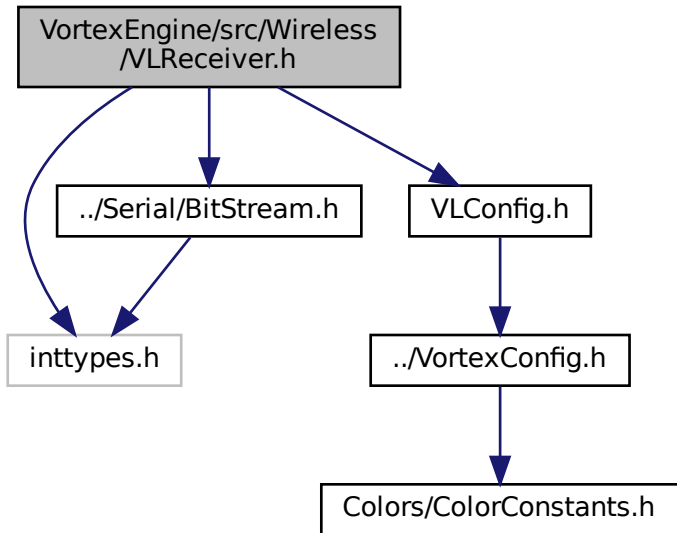 VortexEngine/src/Wireless
/VLReceiver.h
../Serial/BitStream.h
VLConfig.h
inttypes.h
../VortexConfig.h
Colors/ColorConstants.h